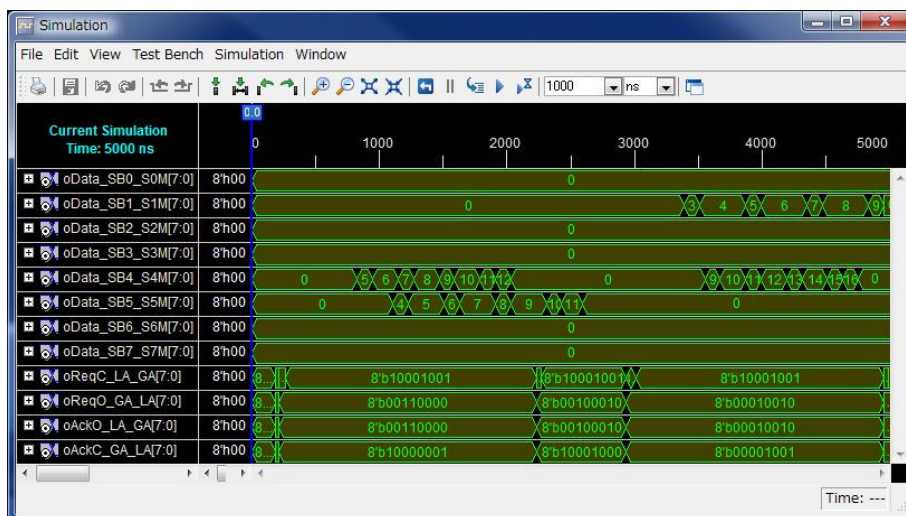 Simulation
File Edit View Test Bench Simulation Window
1000 ns
0.0
Current Simulation
Time: 5000 ns
0 1000 2000 3000 4000 5000
oData_SB0_S0M[7:0] 8'h00 0
oData_SB1_S1M[7:0] 8'h00 0 3 4 5 6 7 8 9
oData_SB2_S2M[7:0] 8'h00 0
oData_SB3_S3M[7:0] 8'h00 0
oData_SB4_S4M[7:0] 8'h00 0 5 6 7 8 9 10 11 12 0 9 10 11 12 13 14 15 16 0
oData_SB5_S5M[7:0] 8'h00 0 4 5 6 7 8 9 10 11 0
oData_SB6_S6M[7:0] 8'h00 0
oData_SB7_S7M[7:0] 8'h00 0
oReqC_LA_GA[7:0] 8'h00 8... 8'b10001001 8'b10001001 8'b10001001
oReqO_GA_LA[7:0] 8'h00 8... 8'b00110000 8'b00100010 8'b00010010
oAckO_LA_GA[7:0] 8'h00 8... 8'b00110000 8'b00100010 8'b00010010
oAckC_GA_LA[7:0] 8'h00 8... 8'b10000001 8'b10001000 8'b00001001
Time: ---